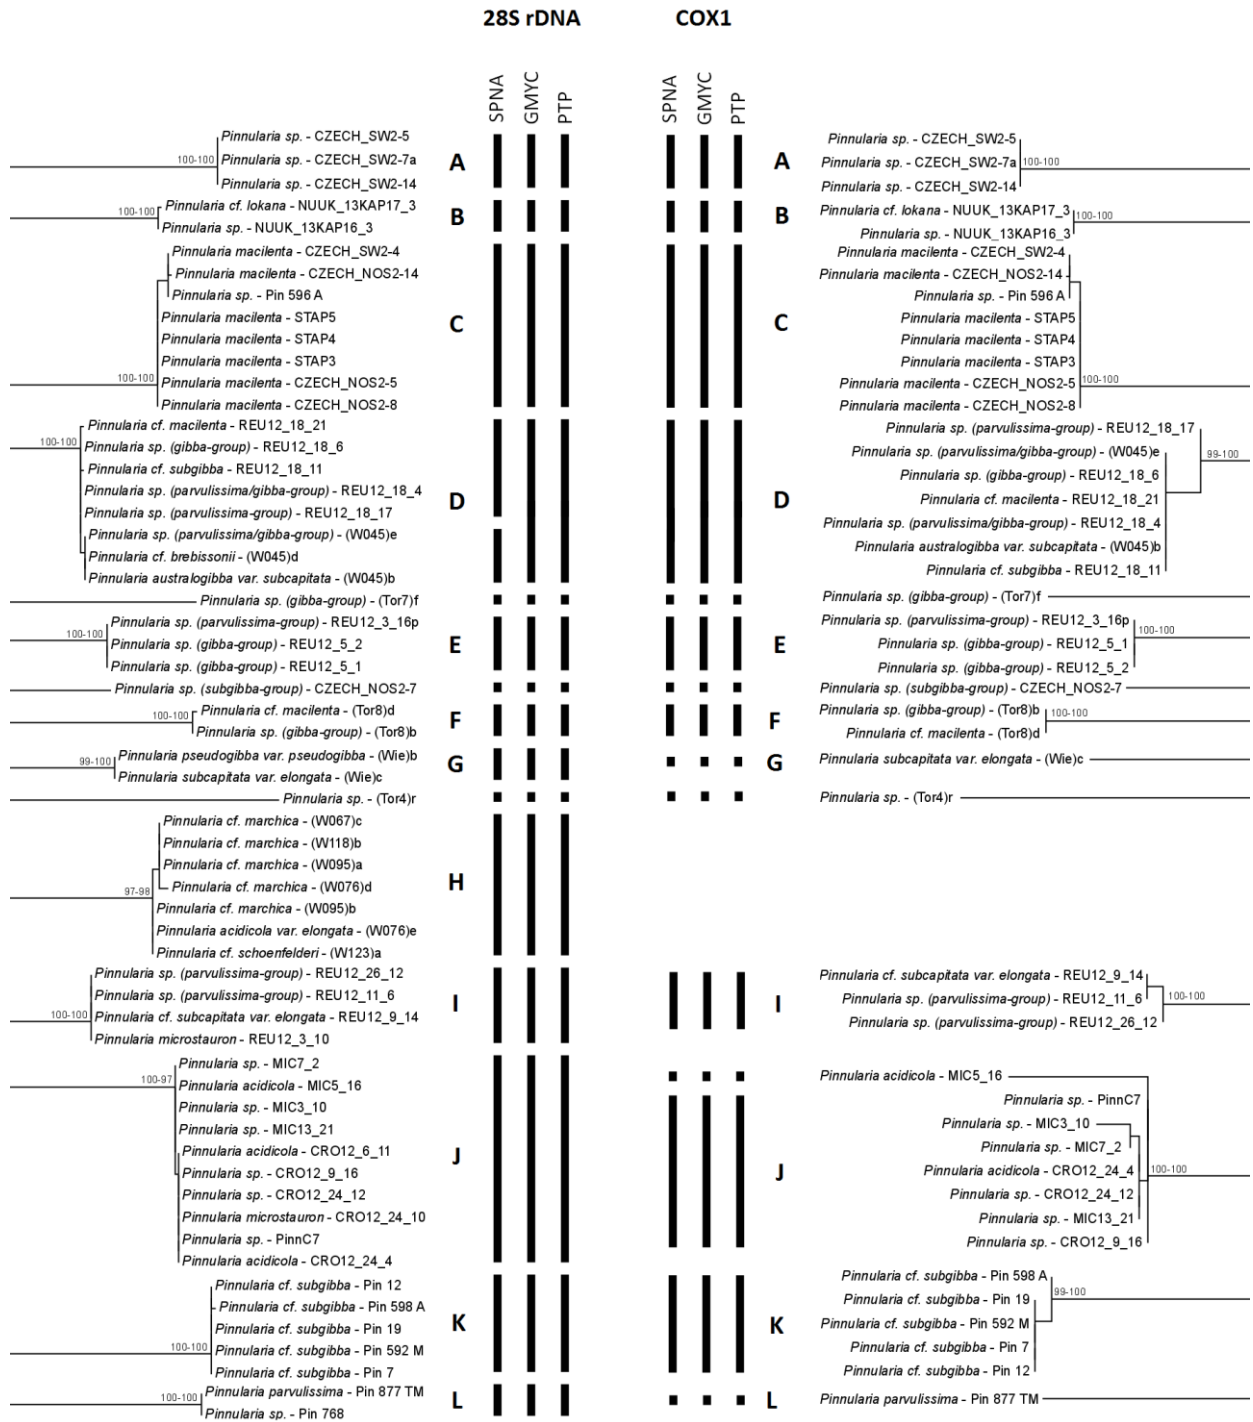 28S rDNA COX1
SPNA GMYC PTP SPNA GMYC PTP
Pinnularia sp. - CZECH_SW2-5
Pinnularia sp. - CZECH_SW2-7a
Pinnularia sp. - CZECH_SW2-14
100-100
A
Pinnularia cf. lokana - NUUK_13KAP17_3
Pinnularia sp. - NUUK_13KAP16_3
100-100
B
Pinnularia macilenta - CZECH_SW2-4
Pinnularia macilenta - CZECH_NOS2-14
Pinnularia sp. - Pin 596 A
Pinnularia macilenta - STAP5
Pinnularia macilenta - STAP4
Pinnularia macilenta - STAP3
Pinnularia macilenta - CZECH_NOS2-5
Pinnularia macilenta - CZECH_NOS2-8
100-100
C
Pinnularia cf. macilenta - REU12_18_21
Pinnularia sp. (gibba-group) - REU12_18_6
Pinnularia cf. subgibba - REU12_18_11
Pinnularia sp. (parvulissima/gibba-group) - REU12_18_4
Pinnularia sp. (parvulissima-group) - REU12_18_17
Pinnularia sp. (parvulissima/gibba-group) - (W045)e
Pinnularia cf. brebissonii - (W045)d
Pinnularia australogibba var. subcapitata - (W045)b
100-100
D
Pinnularia sp. (gibba-group) - (Tor7)f
Pinnularia sp. (parvulissima-group) - REU12_3_16p
Pinnularia sp. (gibba-group) - REU12_5_2
Pinnularia sp. (gibba-group) - REU12_5_1
100-100
E
Pinnularia sp. (subgibba-group) - CZECH_NOS2-7
Pinnularia cf. macilenta - (Tor8)d
Pinnularia sp. (gibba-group) - (Tor8)b
100-100
F
Pinnularia pseudogibba var. pseudogibba - (Wie)b
Pinnularia subcapitata var. elongata - (Wie)c
99-100
G
Pinnularia sp. - (Tor4)r
Pinnularia cf. marchica - (W067)c
Pinnularia cf. marchica - (W118)b
Pinnularia cf. marchica - (W095)a
Pinnularia cf. marchica - (W076)d
Pinnularia cf. marchica - (W095)b
Pinnularia acidicola var. elongata - (W076)e
Pinnularia cf. schoenfelderi - (W123)a
97-98
H
Pinnularia sp. (parvulissima-group) - REU12_26_12
Pinnularia sp. (parvulissima-group) - REU12_11_6
Pinnularia cf. subcapitata var. elongata - REU12_9_14
Pinnularia microstauron - REU12_3_10
100-100
I
Pinnularia sp. - MIC7_2
Pinnularia acidicola - MIC5_16
Pinnularia sp. - MIC3_10
Pinnularia sp. - MIC13_21
Pinnularia acidicola - CRO12_6_11
Pinnularia sp. - CRO12_9_16
Pinnularia sp. - CRO12_24_12
Pinnularia microstauron - CRO12_24_10
Pinnularia sp. - PinnC7
Pinnularia acidicola - CRO12_24_4
100-97
J
Pinnularia cf. subgibba - Pin 12
Pinnularia cf. subgibba - Pin 598 A
Pinnularia cf. subgibba - Pin 19
Pinnularia cf. subgibba - Pin 592 M
Pinnularia cf. subgibba - Pin 7
100-100
K
Pinnularia parvulissima - Pin 877 TM
Pinnularia sp. - Pin 768
100-100
L
A
Pinnularia sp. - CZECH_SW2-5
Pinnularia sp. - CZECH_SW2-7a
Pinnularia sp. - CZECH_SW2-14
100-100
B
Pinnularia cf. lokana - NUUK_13KAP17_3
Pinnularia sp. - NUUK_13KAP16_3
100-100
C
Pinnularia macilenta - CZECH_SW2-4
Pinnularia macilenta - CZECH_NOS2-14
Pinnularia sp. - Pin 596 A
Pinnularia macilenta - STAP5
Pinnularia macilenta - STAP4
Pinnularia macilenta - STAP3
Pinnularia macilenta - CZECH_NOS2-5
Pinnularia macilenta - CZECH_NOS2-8
100-100
D
Pinnularia sp. (parvulissima-group) - REU12_18_17
Pinnularia sp. (parvulissima/gibba-group) - (W045)e
Pinnularia sp. (gibba-group) - REU12_18_6
Pinnularia cf. macilenta - REU12_18_21
Pinnularia sp. (parvulissima/gibba-group) - REU12_18_4
Pinnularia australogibba var. subcapitata - (W045)b
Pinnularia cf. subgibba - REU12_18_11
99-100
Pinnularia sp. (gibba-group) - (Tor7)f
E
Pinnularia sp. (parvulissima-group) - REU12_3_16p
Pinnularia sp. (gibba-group) - REU12_5_1
Pinnularia sp. (gibba-group) - REU12_5_2
100-100
Pinnularia sp. (subgibba-group) - CZECH_NOS2-7
F
Pinnularia sp. (gibba-group) - (Tor8)b
Pinnularia cf. macilenta - (Tor8)d
100-100
G
Pinnularia subcapitata var. elongata - (Wie)c
Pinnularia sp. - (Tor4)r
I
Pinnularia cf. subcapitata var. elongata - REU12_9_14
Pinnularia sp. (parvulissima-group) - REU12_11_6
Pinnularia sp. (parvulissima-group) - REU12_26_12
100-100
J
Pinnularia acidicola - MIC5_16
Pinnularia sp. - PinnC7
Pinnularia sp. - MIC3_10
Pinnularia sp. - MIC7_2
Pinnularia acidicola - CRO12_24_4
Pinnularia sp. - CRO12_24_12
Pinnularia sp. - MIC13_21
Pinnularia sp. - CRO12_9_16
100-100
K
Pinnularia cf. subgibba - Pin 598 A
Pinnularia cf. subgibba - Pin 19
Pinnularia cf. subgibba - Pin 592 M
Pinnularia cf. subgibba - Pin 7
Pinnularia cf. subgibba - Pin 12
99-100
L
Pinnularia parvulissima - Pin 877 TM